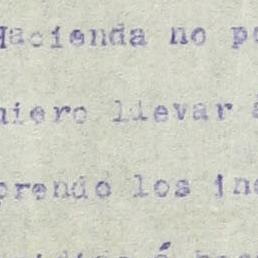 Hacienda no p
uiero llevar a
prendo los in